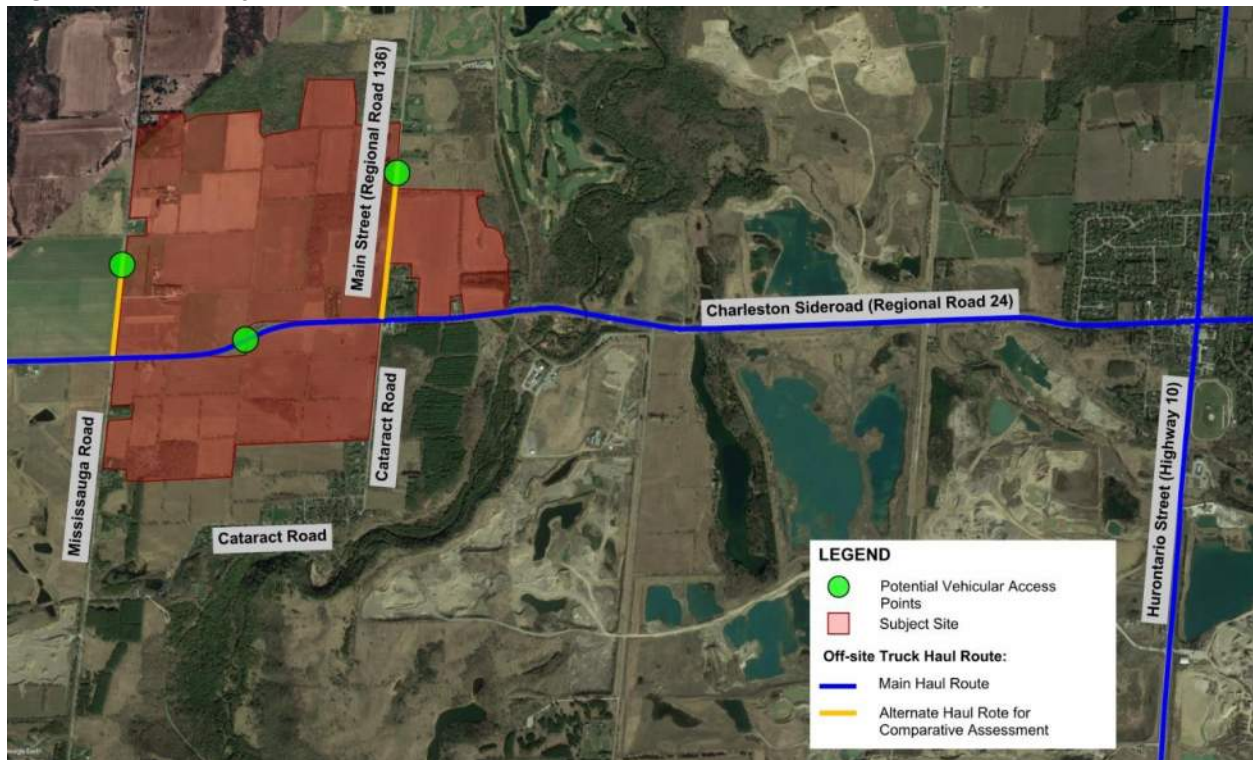 Main Street (Regional Road 136)
Charleston Sideroad (Regional Road 24)
Mississauga Road
Cataract Road
Cataract Road
Hurontario Street (Highway 10)
LEGEND
Potential Vehicular Access
Points
Subject Site
Off-site Truck Haul Route:
Main Haul Route
Alternate Haul Rote for
Comparative Assessment